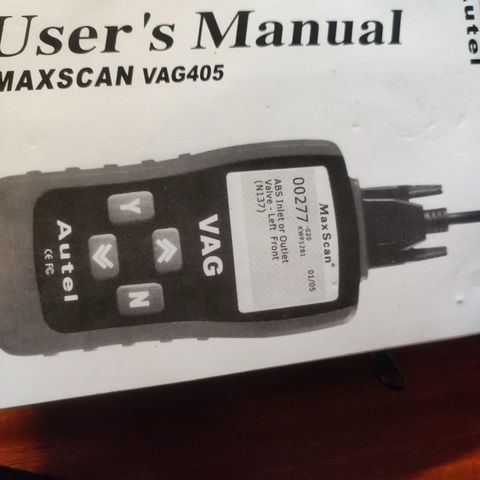 User's Manual
MAXSCAN VAG405
Autel
MaxScan®
01/05
00277 -020
KWP1281
ABS Inlet or Outlet
Valve - Left Front
(N137)
VAG
Y
N
Autel
CE FC